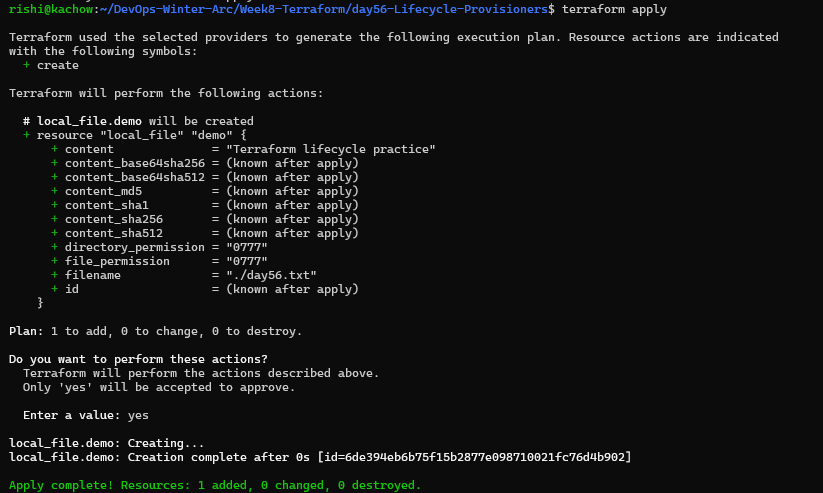 rishi@kachow:~/DevOps-Winter-Arc/Week8-Terraform/day56-Lifecycle-Provisioners$ terraform apply

Terraform used the selected providers to generate the following execution plan. Resource actions are indicated
with the following symbols:
  + create

Terraform will perform the following actions:

  # local_file.demo will be created
  + resource "local_file" "demo" {
      + content              = "Terraform lifecycle practice"
      + content_base64sha256 = (known after apply)
      + content_base64sha512 = (known after apply)
      + content_md5          = (known after apply)
      + content_sha1         = (known after apply)
      + content_sha256       = (known after apply)
      + content_sha512       = (known after apply)
      + directory_permission = "0777"
      + file_permission      = "0777"
      + filename             = "./day56.txt"
      + id                   = (known after apply)
    }

Plan: 1 to add, 0 to change, 0 to destroy.

Do you want to perform these actions?
  Terraform will perform the actions described above.
  Only 'yes' will be accepted to approve.

  Enter a value: yes

local_file.demo: Creating...
local_file.demo: Creation complete after 0s [id=6de394eb6b75f15b2877e098710021fc76d4b902]

Apply complete! Resources: 1 added, 0 changed, 0 destroyed.